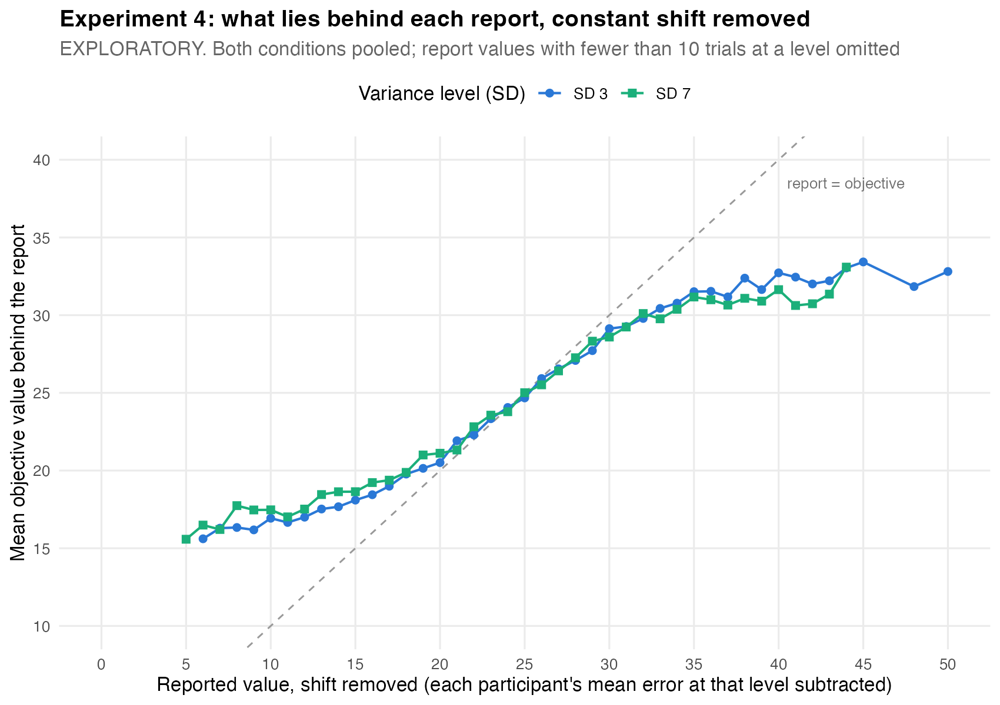 Experiment 4: what lies behind each report, constant shift removed
EXPLORATORY. Both conditions pooled; report values with fewer than 10 trials at a level omitted
Variance level (SD) SD 3 SD 7
Mean objective value behind the report
40
35
30
25
20
15
10
report = objective
0 5 10 15 20 25 30 35 40 45 50
Reported value, shift removed (each participant's mean error at that level subtracted)